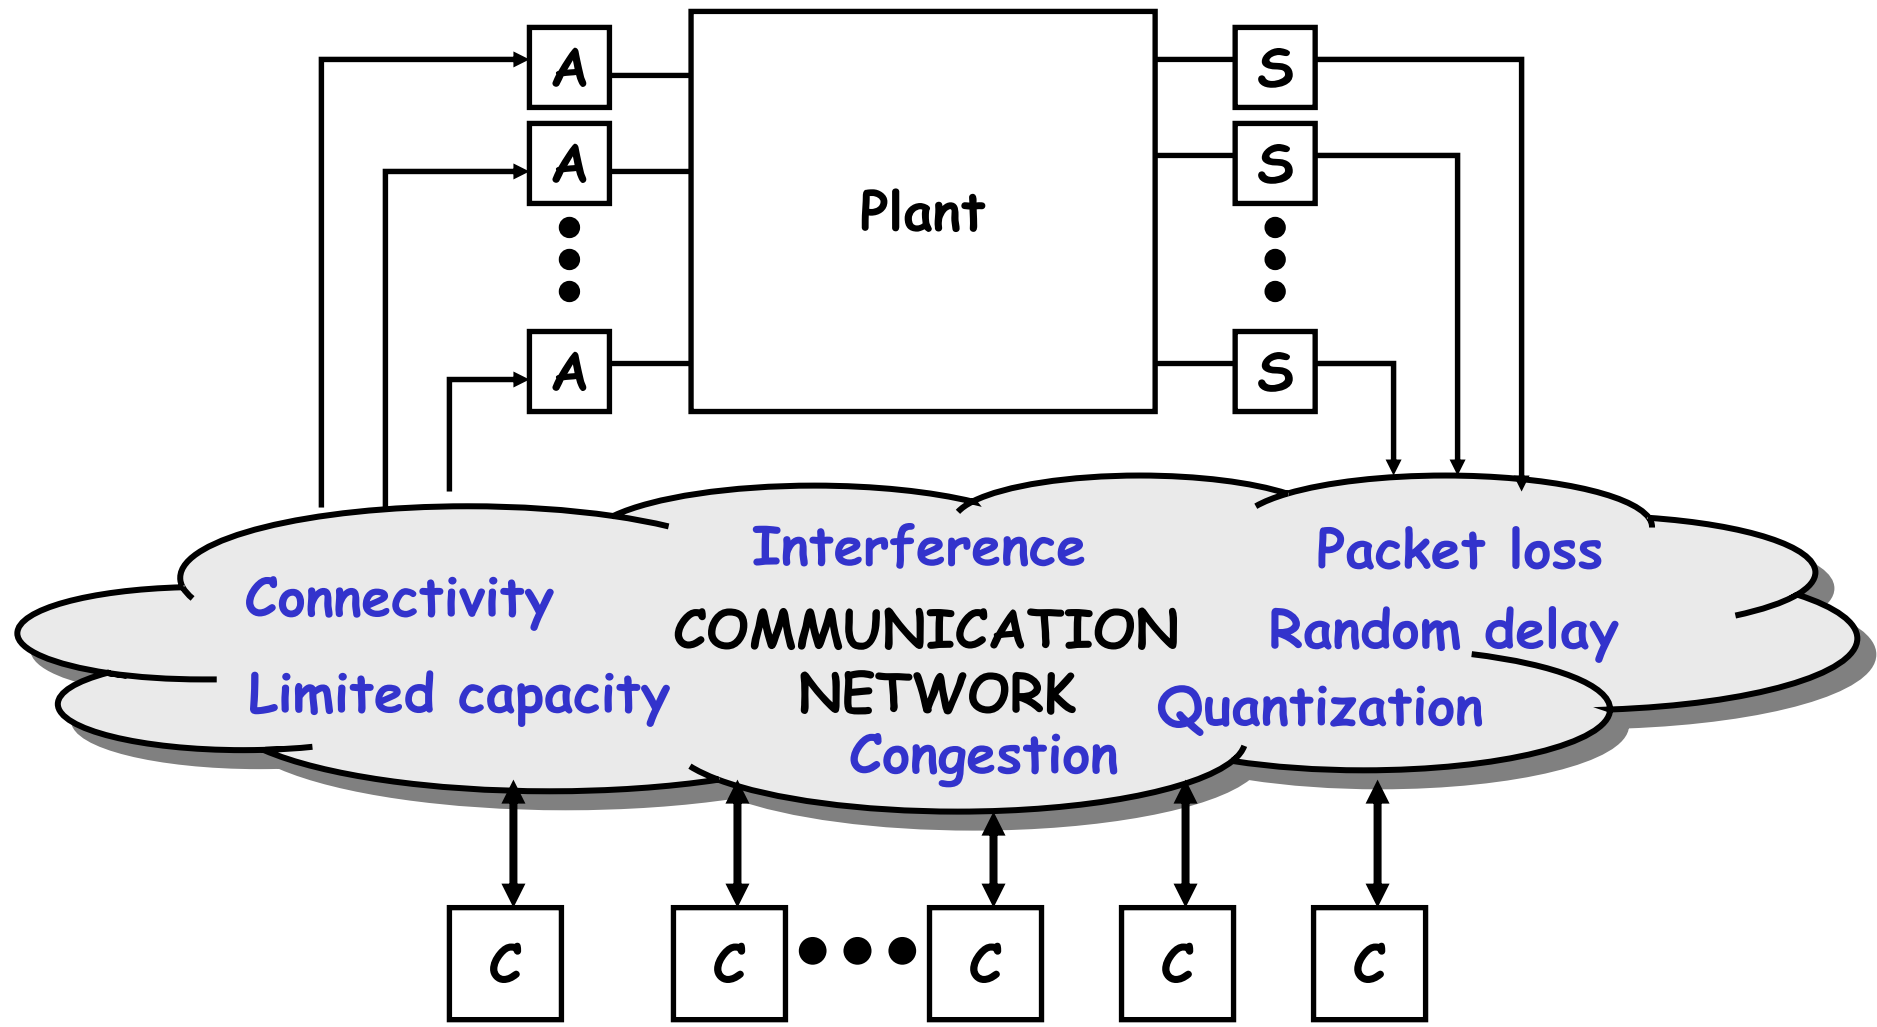 A
S
A
S
Plant
A
S
Interference
Packet loss
Connectivity
COMMUNICATION
Random delay
Limited capacity
NETWORK
Quantization
Congestion
C
C
C
C
C